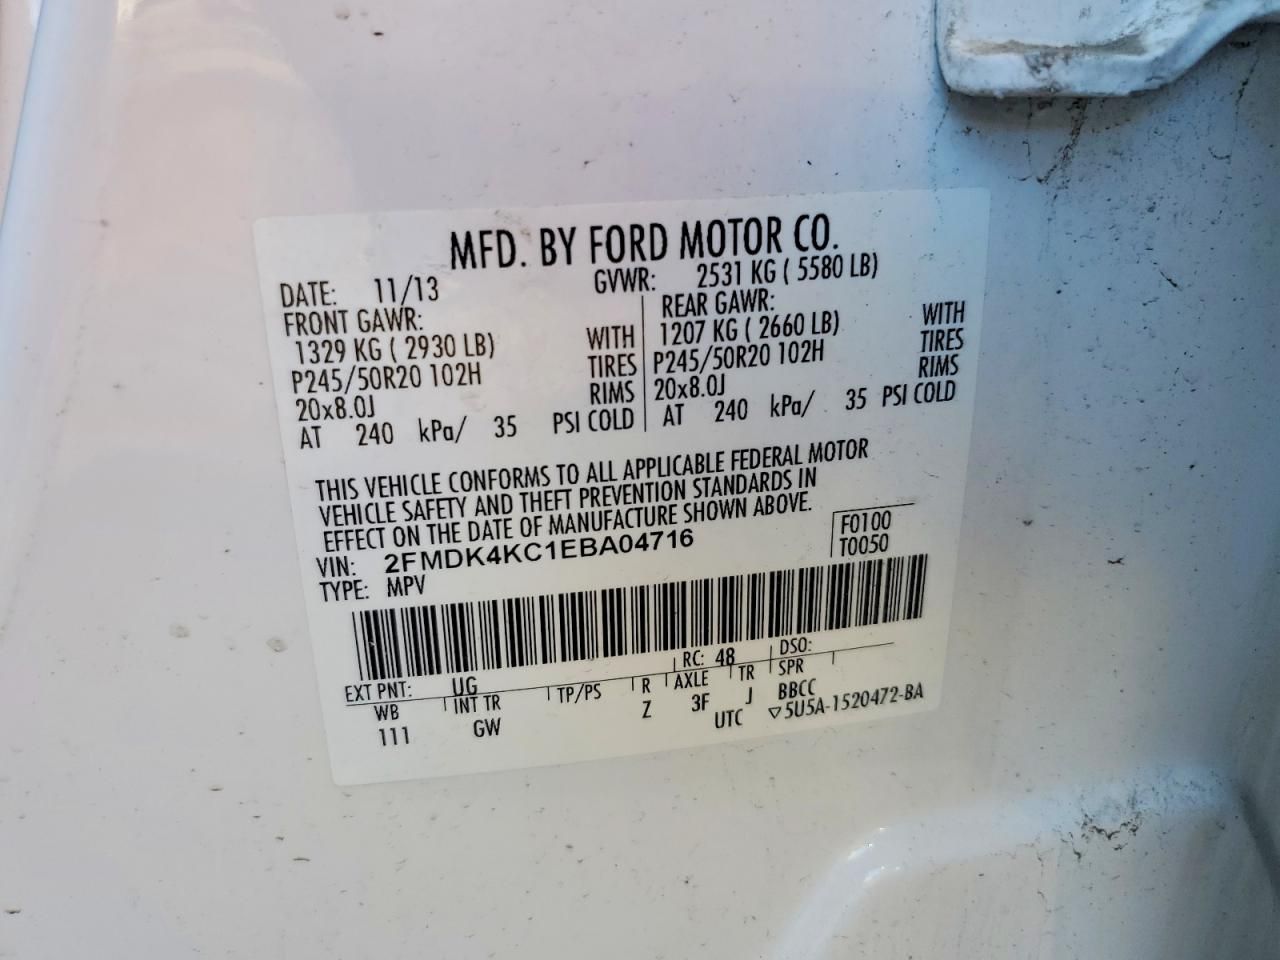 MFD. BY FORD MOTOR CO.
DATE: 11/13 GVWR: 2531 KG ( 5580 LB)
FRONT GAWR: REAR GAWR:
1329 KG ( 2930 LB) WITH 1207 KG ( 2660 LB) WITH
P245/50R20 102H TIRES P245/50R20 102H TIRES
20x8.0J RIMS 20x8.0J RIMS
AT 240 kPa/ 35 PSI COLD AT 240 kPa/ 35 PSI COLD
THIS VEHICLE CONFORMS TO ALL APPLICABLE FEDERAL MOTOR
VEHICLE SAFETY AND THEFT PREVENTION STANDARDS IN
EFFECT ON THE DATE OF MANUFACTURE SHOWN ABOVE.
VIN: 2FMDK4KC1EBA04716 F0100
TYPE: MPV T0050
EXT PNT: UG RC: 48 DSO:
WB INT TR TP/PS R AXLE TR SPR
111 GW Z 3F J BBCC
UTC ▽5U5A-1520472-BA